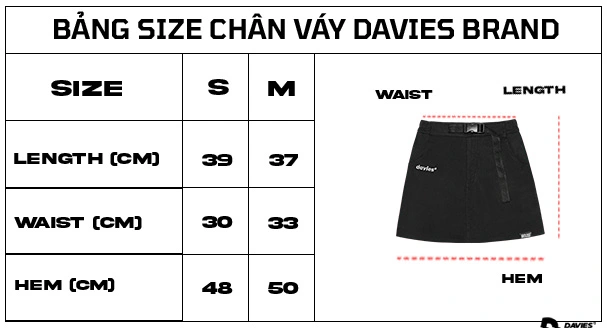 BẢNG SIZE CHÂN VÁY DAVIES BRAND
SIZE S M
WAIST LENGTH
LENGTH (CM) 39 37
davies
WAIST (CM) 30 33
HEM (CM) 48 50
HEM
DAVIES